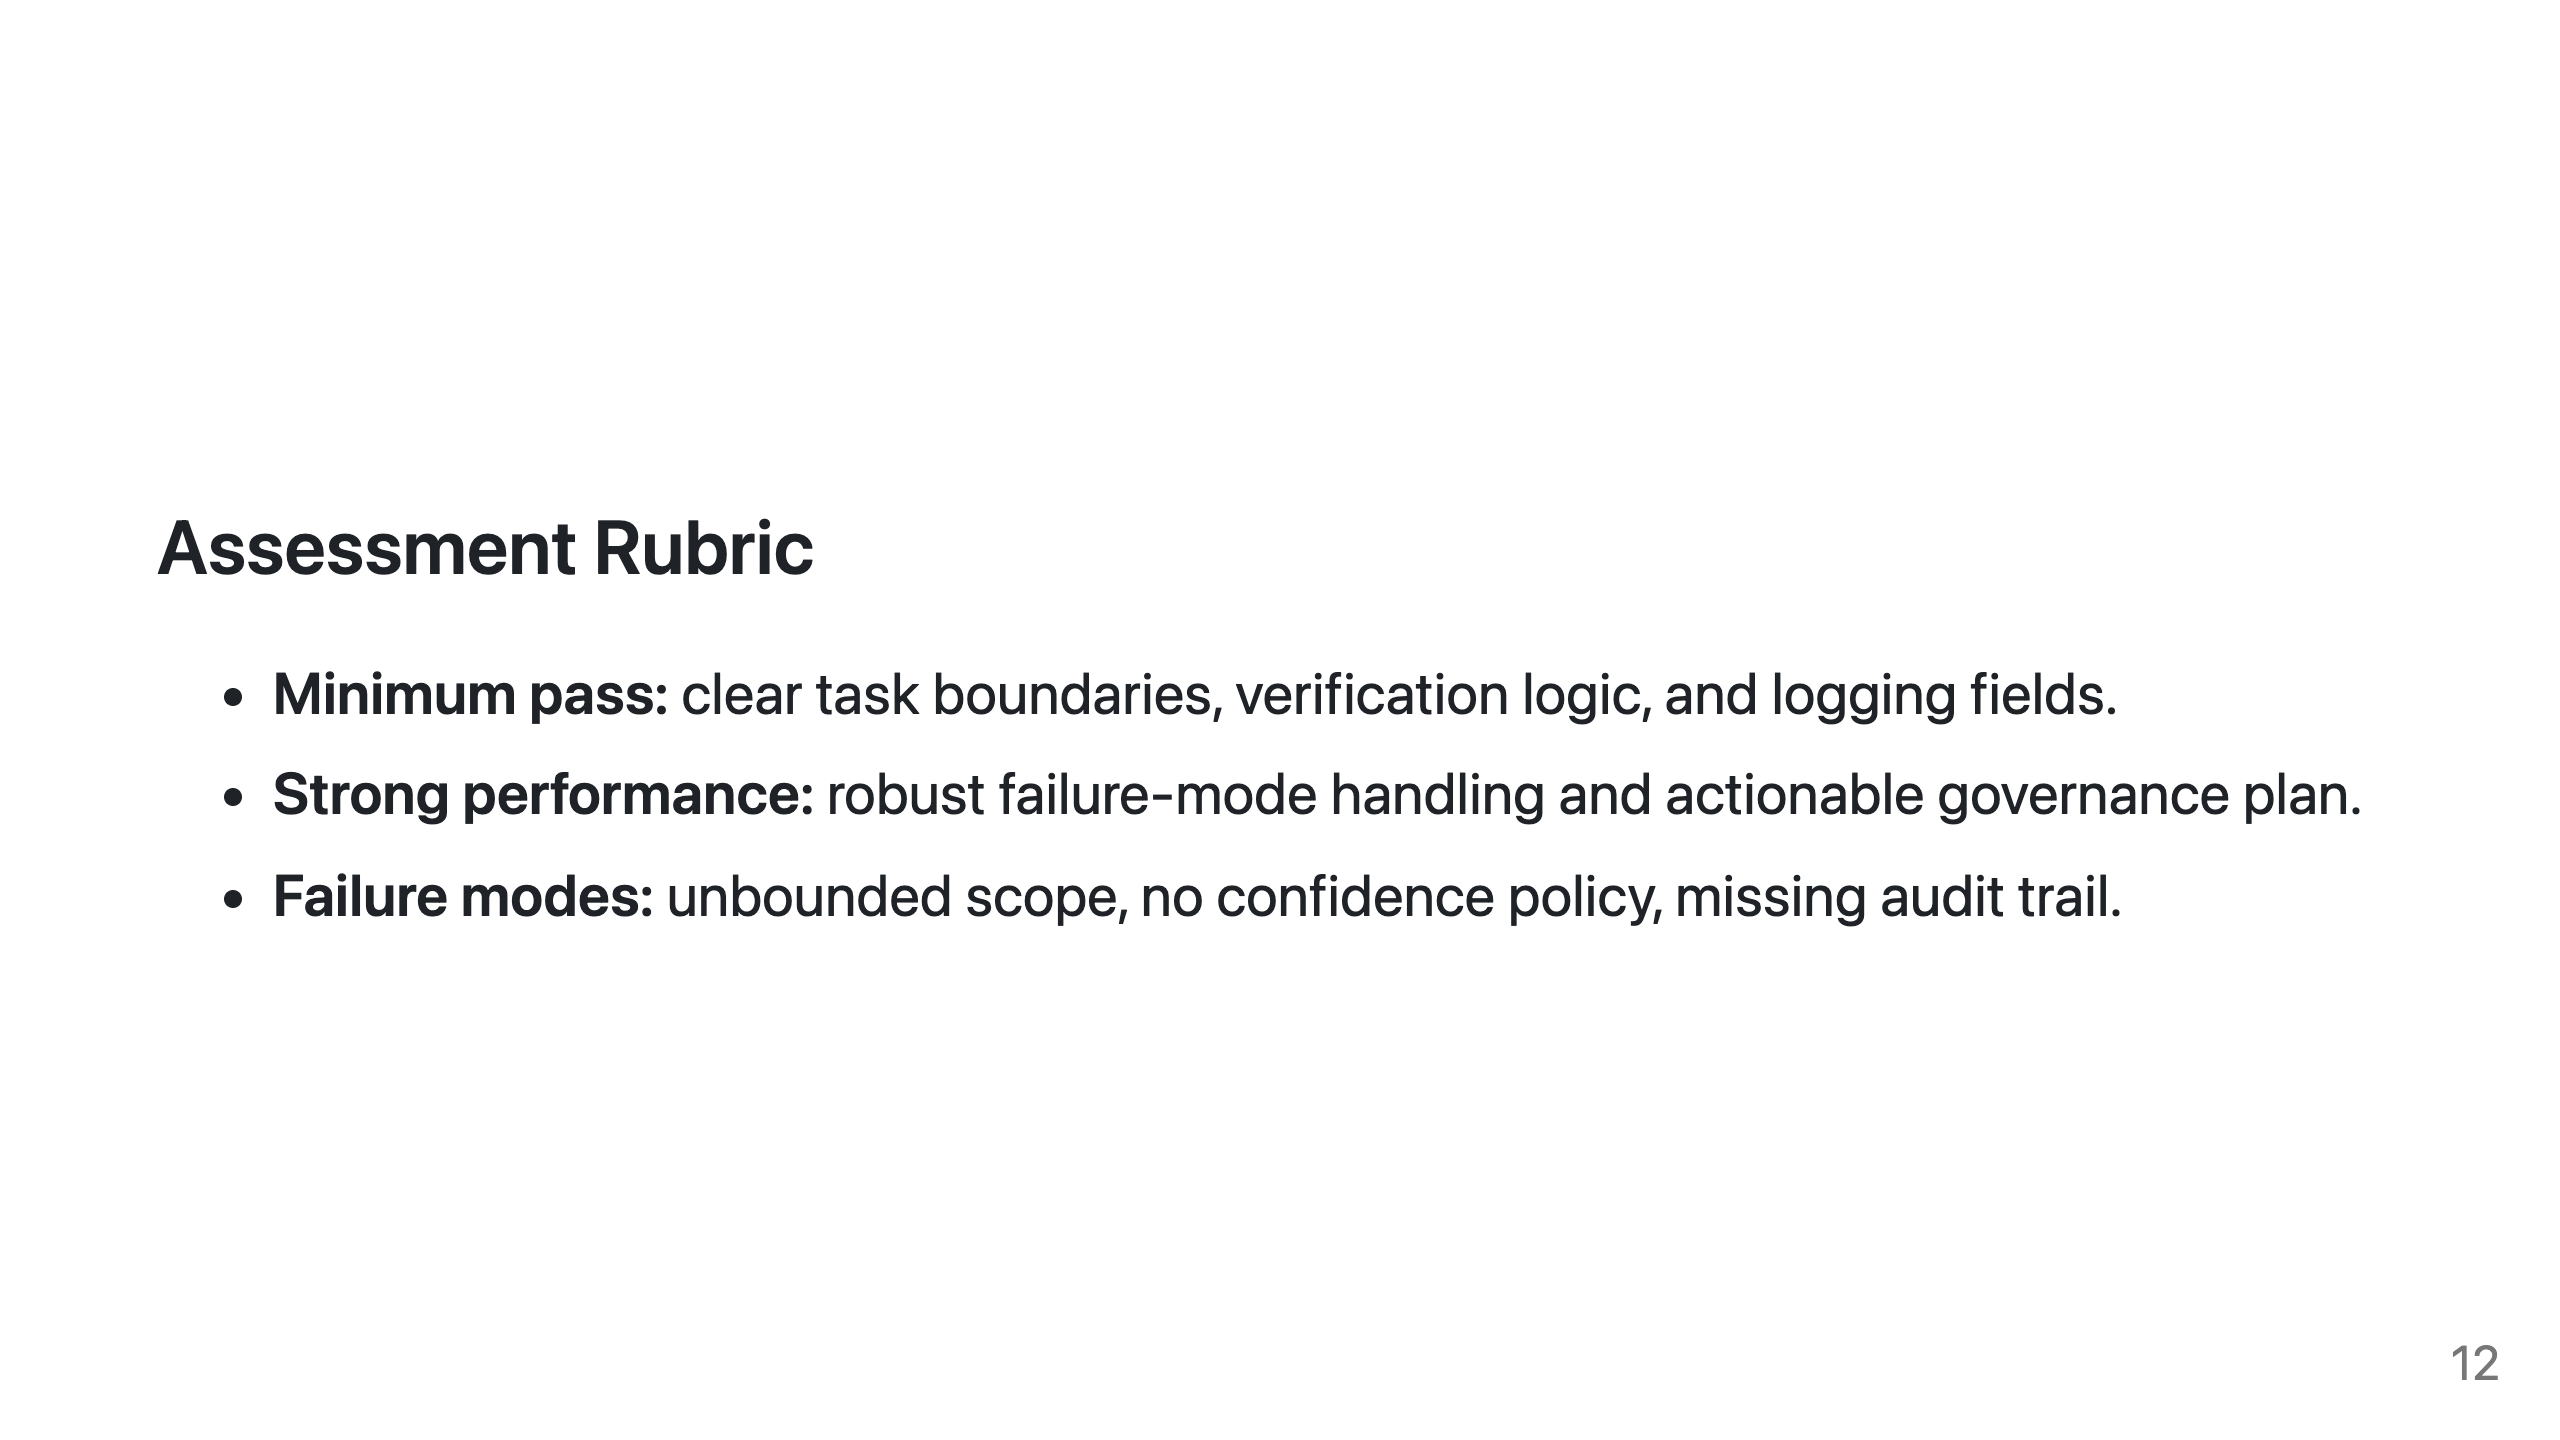 Assessment Rubric
• Minimum pass: clear task boundaries, verification logic, and logging fields.
• Strong performance: robust failure-mode handling and actionable governance plan.
• Failure modes: unbounded scope, no confidence policy, missing audit trail.
12